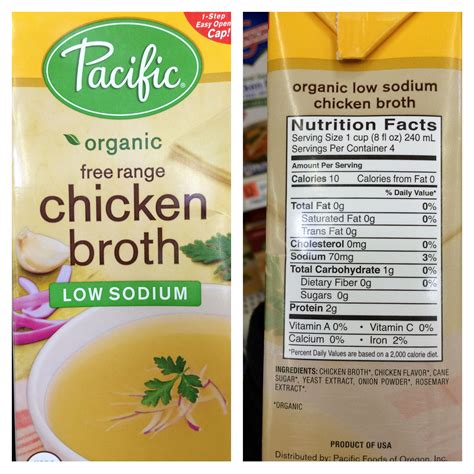 1-Step
Easy Open
Cap!
Pacific®
organic
free range
chicken
broth
LOW SODIUM
organic low sodium
chicken broth
Nutrition Facts
Serving Size 1 cup (8 fl oz) 240 mL
Servings Per Container 4
Amount Per Serving
Calories 10 Calories from Fat 0
% Daily Value*
Total Fat 0g 0%
Saturated Fat 0g 0%
Trans Fat 0g
Cholesterol 0mg 0%
Sodium 70mg 3%
Total Carbohydrate 1g 0%
Dietary Fiber 0g 0%
Sugars 0g
Protein 2g
Vitamin A 0% • Vitamin C 0%
Calcium 0% • Iron 2%
*Percent Daily Values are based on a 2,000 calorie diet.
INGREDIENTS: CHICKEN BROTH*, CHICKEN FLAVOR*, CANE
SUGAR*, YEAST EXTRACT, ONION POWDER*, ROSEMARY
EXTRACT*.
*ORGANIC
PRODUCT OF USA
Distributed by: Pacific Foods of Oregon, Inc.